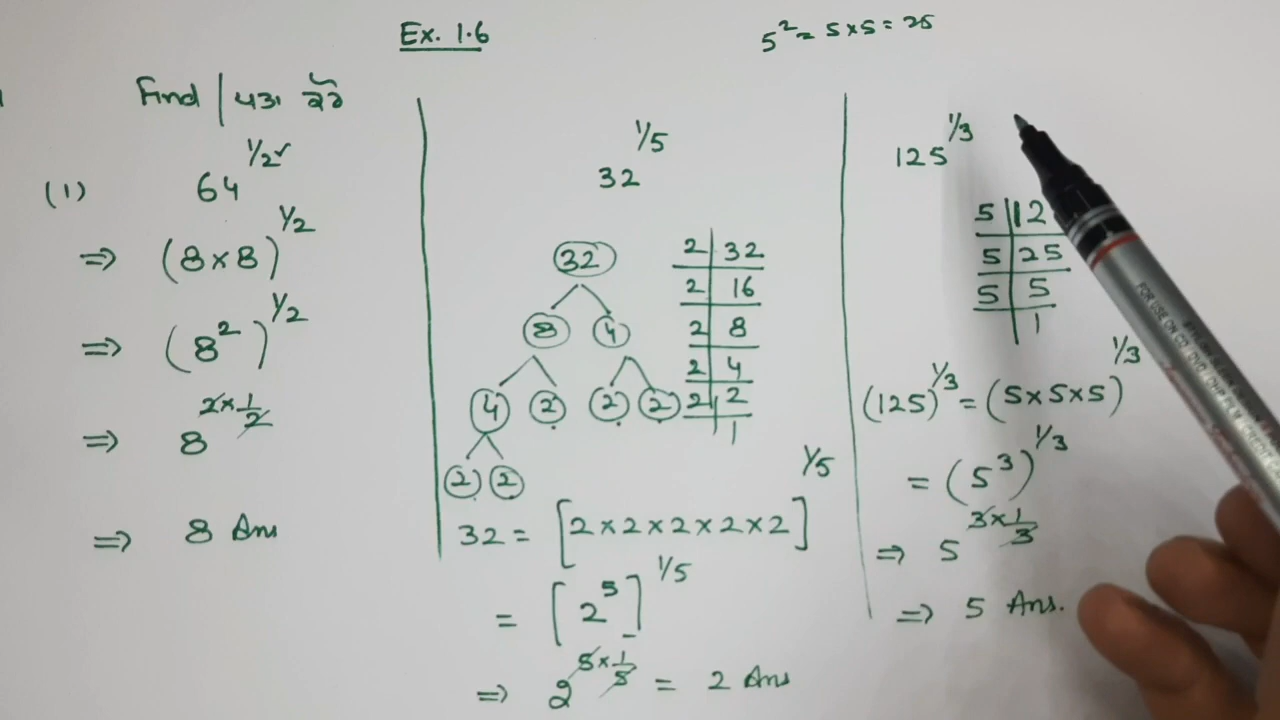 Ex. 1.6
5² = 5×5 = 25
Find
(1) 64^1/2 ✓
⇒ (8×8)^1/2
⇒ (8²)^1/2
⇒ 8^2×1/2
⇒ 8 Ans
32^1/5
32
8 4
4 2 2 2
2 2
2 | 32
2 | 16
2 | 8
2 | 4
2 | 2
1
32 = [2×2×2×2×2]^1/5
= [2⁵]^1/5
⇒ 2^5×1/5 = 2 Ans
125^1/3
5 | 12
5 | 25
5 | 5
1
(125)^1/3 = (5×5×5)^1/3
= (5³)^1/3
⇒ 5^3×1/3
⇒ 5 Ans.